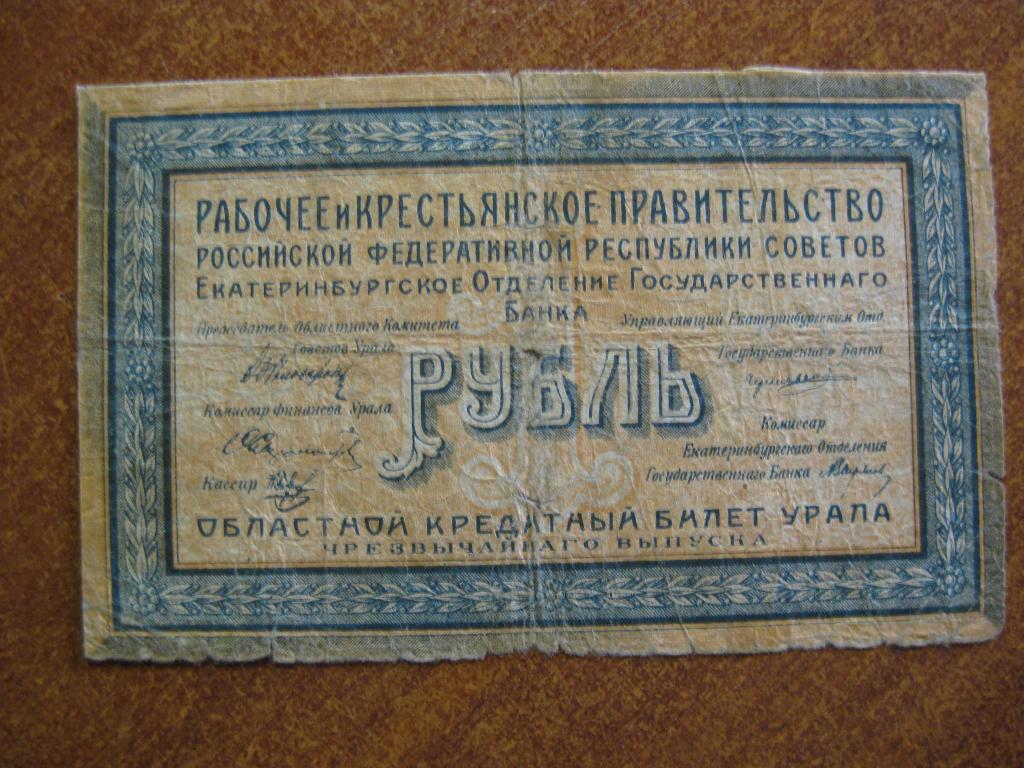 РАБОЧЕЕ и КРЕСТЬЯНСКОЕ ПРАВИТЕЛЬСТВО
РОССИЙСКОЙ ФЕДЕРАТИВНОЙ РЕСПУБЛИКИ СОВЕТОВ
ЕКАТЕРИНБУРГСКОЕ ОТДЕЛЕНИЕ ГОСУДАРСТВЕННАГО
БАНКА
Председатель Областного Комитета
Советов Урала
Управляющий Екатеринбургским Отд.
Государственнаго Банка
РУБЛЬ
Комиссар Финансов Урала
Комиссар
Екатеринбургскаго Отделения
Государственнаго Банка
Кассир
ОБЛАСТНОЙ КРЕДИТНЫЙ БИЛЕТ УРАЛА
ЧРЕЗВЫЧАЙНАГО ВЫПУСКА